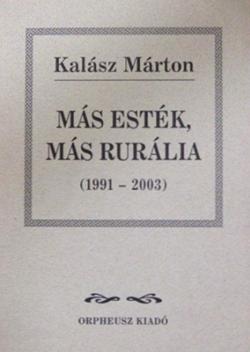 Kalász Márton
MÁS ESTÉK,
MÁS RURÁLIA
(1991 – 2003)
ORPHEUSZ KIADÓ